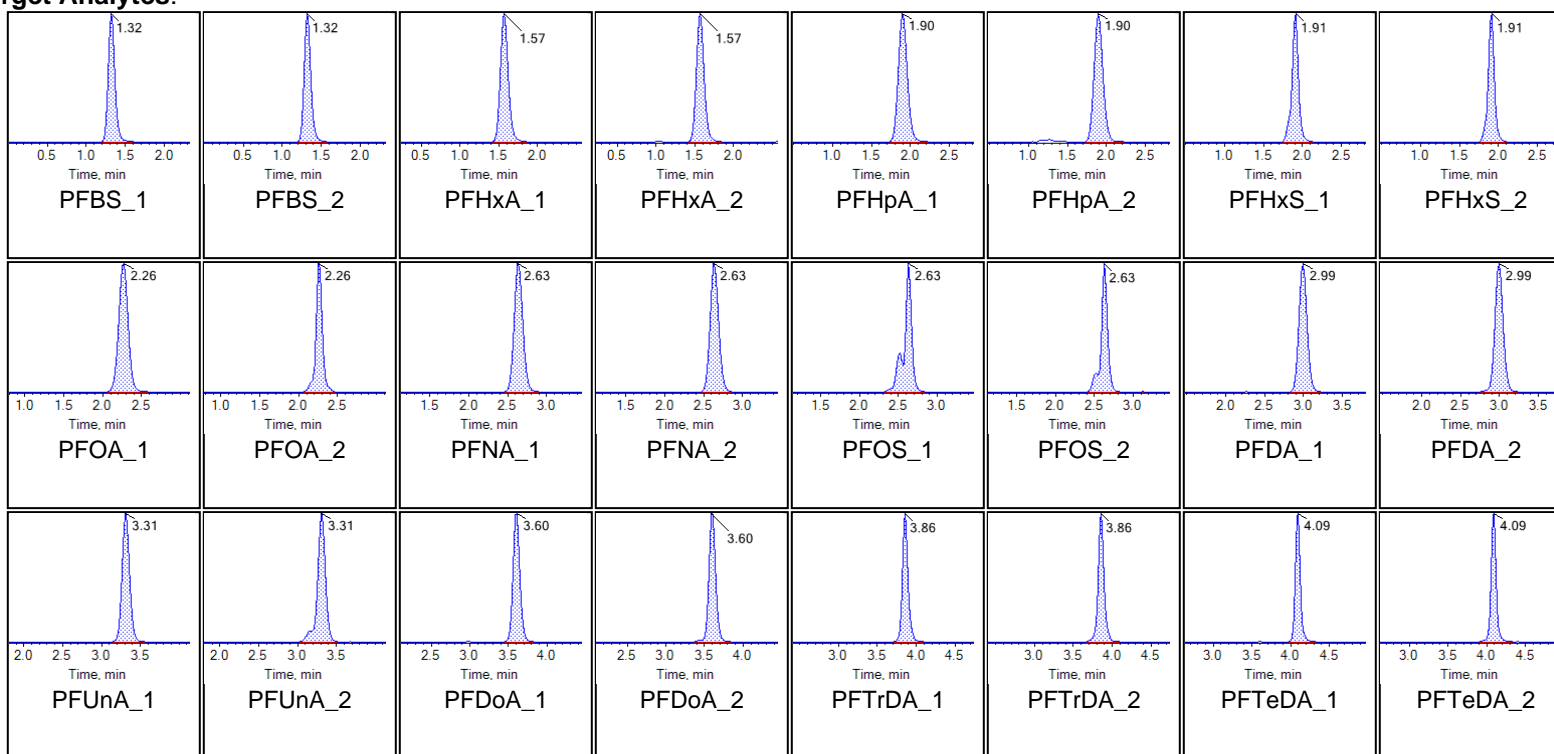 rget Analytes:
1.32 1.32 1.57 1.57 1.90 1.90 1.91 1.91
0.5 1.0 1.5 2.0 0.5 1.0 1.5 2.0 0.5 1.0 1.5 2.0 0.5 1.0 1.5 2.0 1.0 1.5 2.0 2.5 1.0 1.5 2.0 2.5 1.0 1.5 2.0 2.5 1.0 1.5 2.0 2.5
Time, min Time, min Time, min Time, min Time, min Time, min Time, min Time, min
PFBS_1 PFBS_2 PFHxA_1 PFHxA_2 PFHpA_1 PFHpA_2 PFHxS_1 PFHxS_2
2.26 2.26 2.63 2.63 2.63 2.63 2.99 2.99
1.0 1.5 2.0 2.5 1.0 1.5 2.0 2.5 1.5 2.0 2.5 3.0 1.5 2.0 2.5 3.0 1.5 2.0 2.5 3.0 1.5 2.0 2.5 3.0 2.0 2.5 3.0 3.5 2.0 2.5 3.0 3.5
Time, min Time, min Time, min Time, min Time, min Time, min Time, min Time, min
PFOA_1 PFOA_2 PFNA_1 PFNA_2 PFOS_1 PFOS_2 PFDA_1 PFDA_2
3.31 3.31 3.60 3.60 3.86 3.86 4.09 4.09
2.0 2.5 3.0 3.5 2.0 2.5 3.0 3.5 2.5 3.0 3.5 4.0 2.5 3.0 3.5 4.0 3.0 3.5 4.0 4.5 3.0 3.5 4.0 4.5 3.0 3.5 4.0 4.5 3.0 3.5 4.0 4.5
Time, min Time, min Time, min Time, min Time, min Time, min Time, min Time, min
PFUnA_1 PFUnA_2 PFDoA_1 PFDoA_2 PFTrDA_1 PFTrDA_2 PFTeDA_1 PFTeDA_2